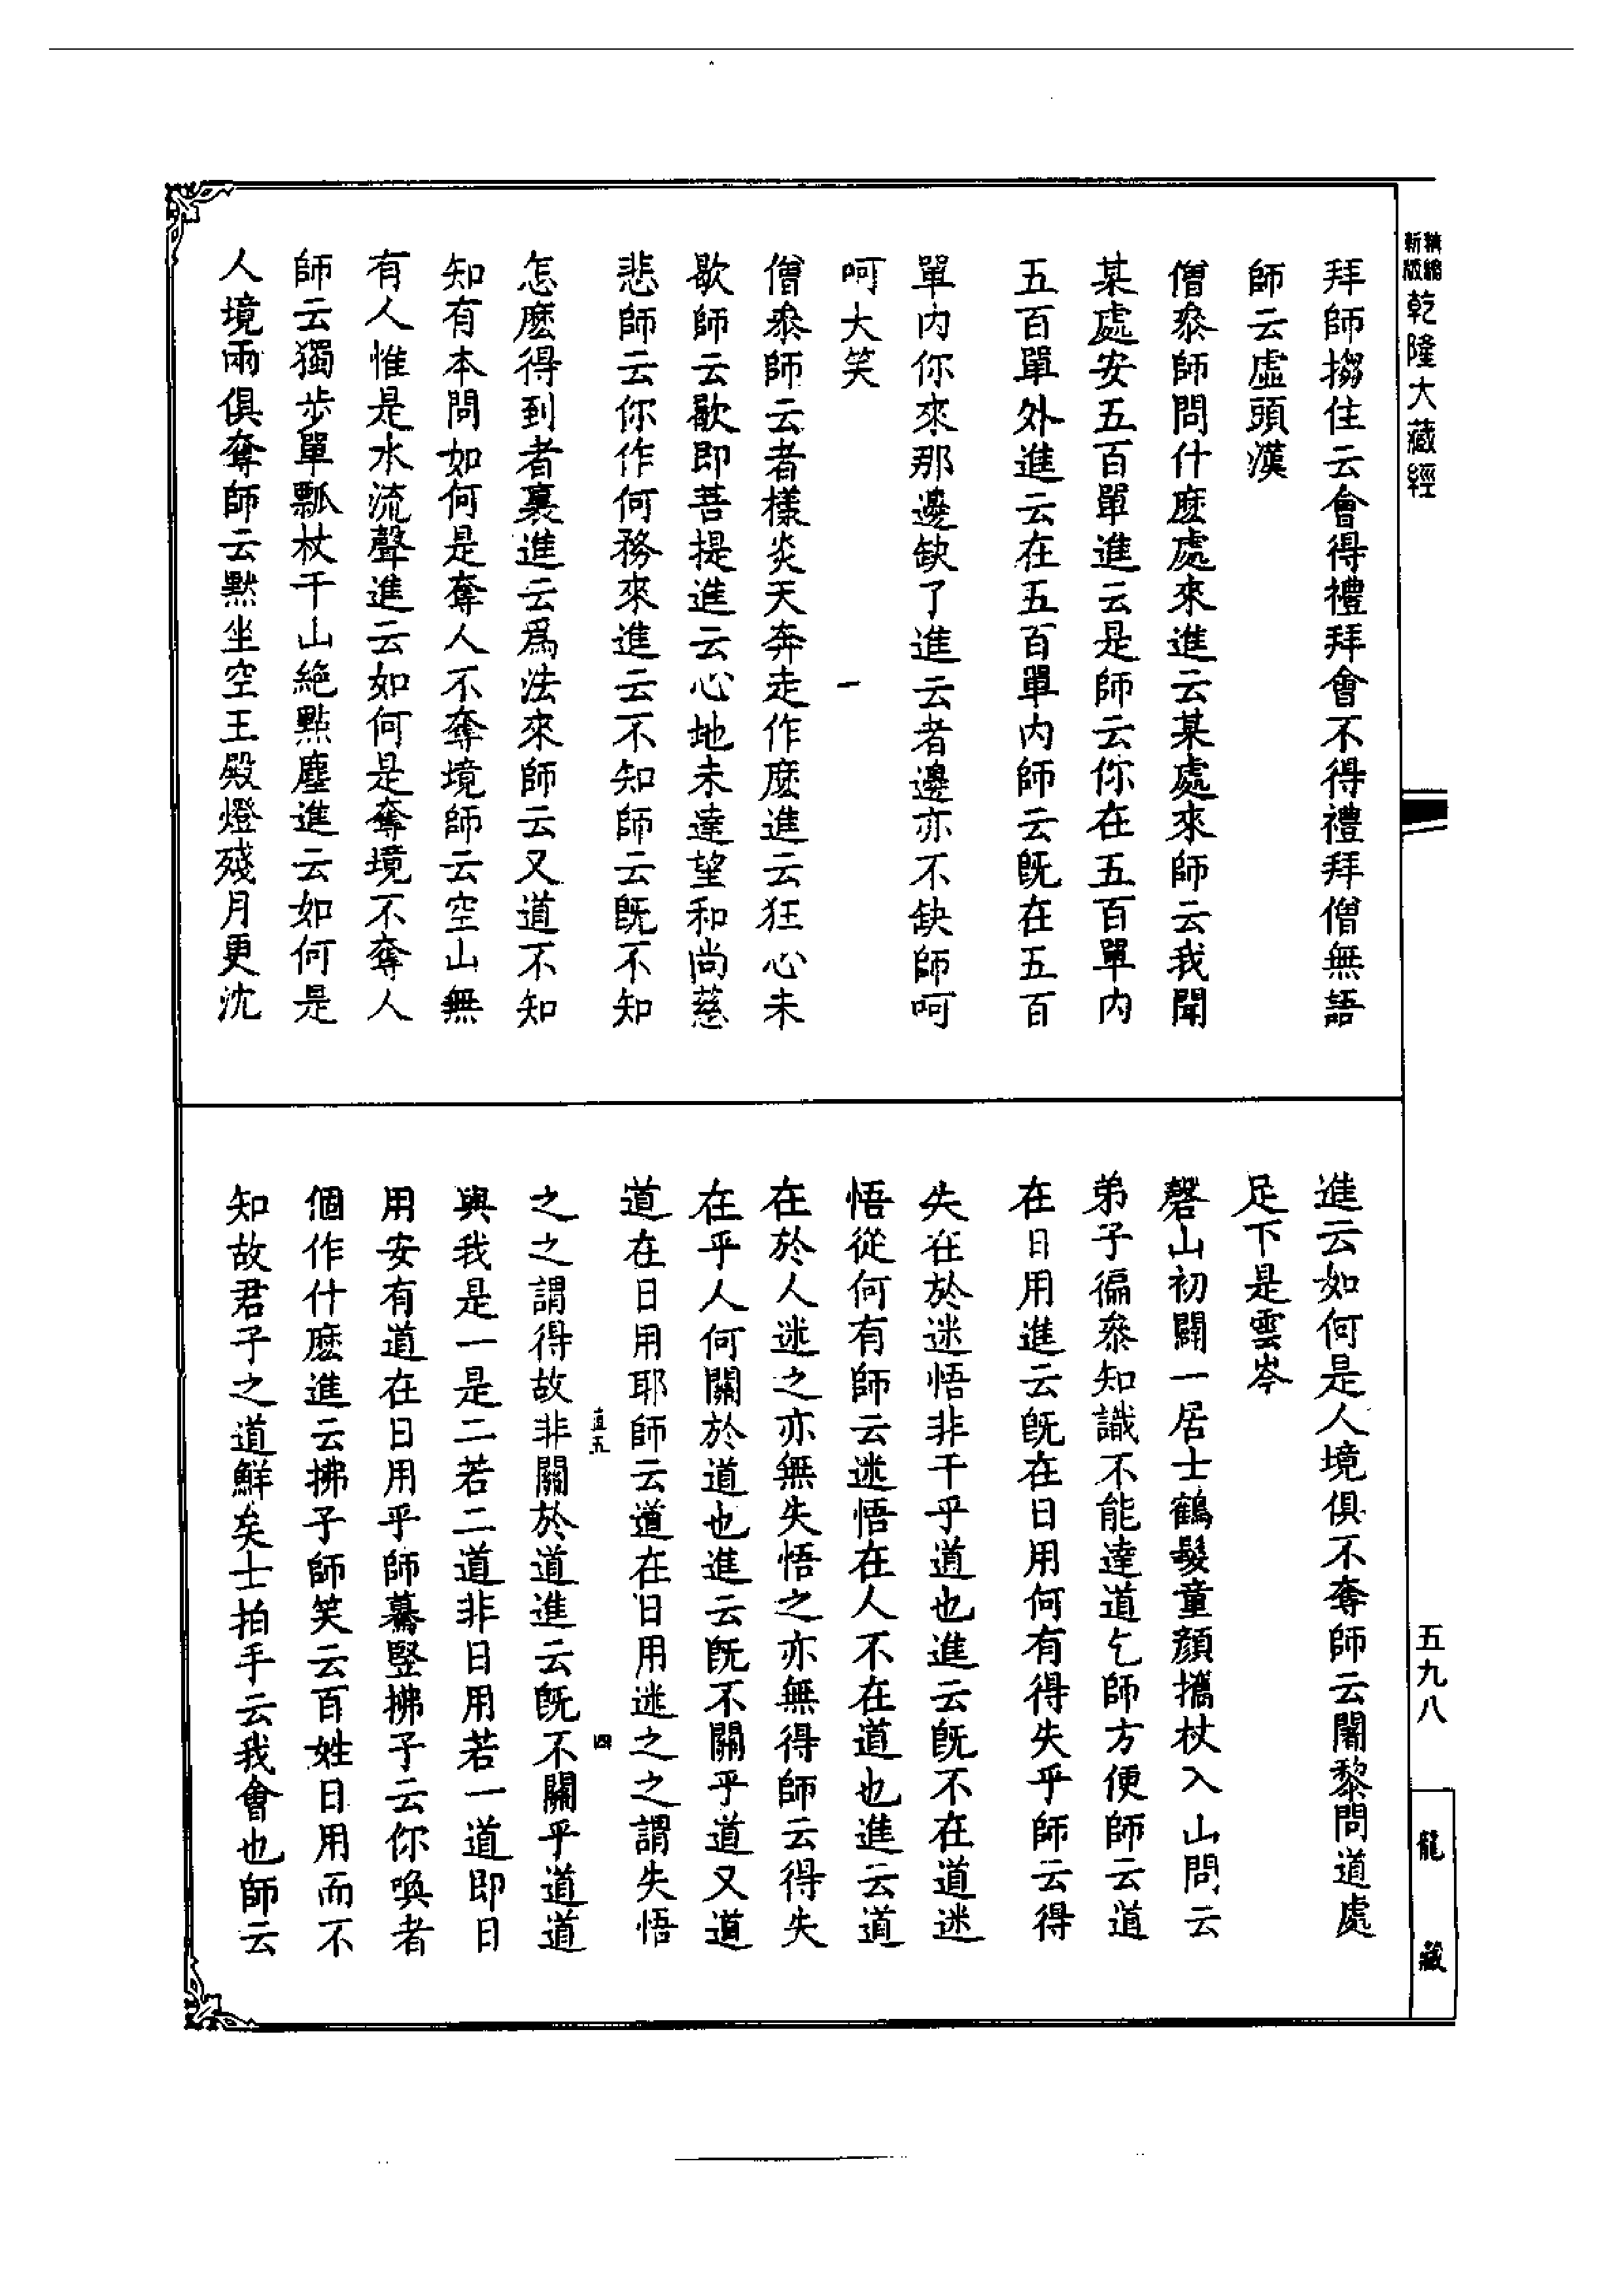 精縮新版乾隆大藏經
拜師搊住云會得禮拜會不得禮拜僧無語
師云虛頭漢
僧叅師問什麽處來進云某處來師云我聞
某處安五百單進云是師云你在五百單內
五百單外進云在五百單內師云旣在五百
單內你來那邊缺了進云者邊亦不缺師呵
呵大笑
僧叅師云者樣炎天奔走作麽進云狂心未
歇師云歇即菩提進云心地未達望和尚慈
悲師云你作何務來進云不知師云旣不知
怎麽得到者裏進云爲法來師云又道不知
知有本問如何是奪人不奪境師云空山無
有人惟是水流聲進云如何是奪境不奪人
師云獨步單瓢杖千山絶點塵進云如何是
人境兩俱奪師云默坐空王殿燈殘月更沈
進云如何是人境俱不奪師云闍黎問道處
足下是雲岑
磬山初闢一居士鶴髮童顏攜杖入山問云
弟子徧叅知識不能達道乞師方便師云道
在日用進云旣在日用何有得失乎師云得
失在於迷悟非干乎道也進云旣不在道迷
悟從何有師云迷悟在人不在道也進云道
在於人迷之亦無失悟之亦無得師云得失
在乎人何關於道也進云旣不關乎道又道
道在日用耶師云道在日用迷之之謂失悟
直五
四
之之謂得故非關於道進云旣不關乎道道
與我是一是二若二道非日用若一道即日
用安有道在日用乎師驀竪拂子云你喚者
個作什麽進云拂子師笑云百姓日用而不
知故君子之道鮮矣士拍手云我會也師云
五九八
龍藏